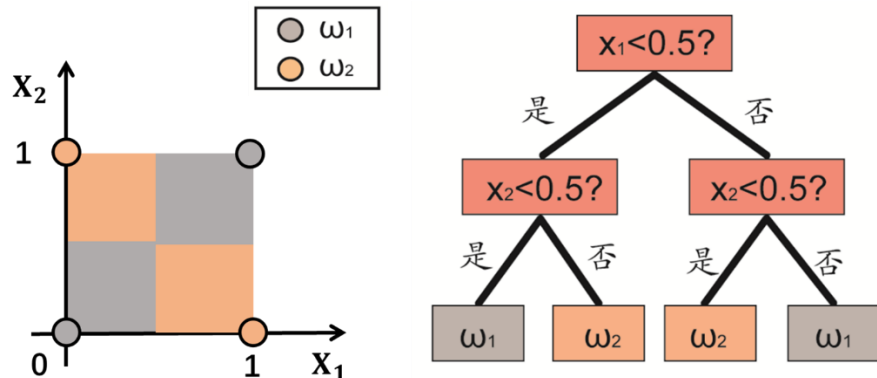 ω₁
ω₂
X₂
1
0
1
X₁
x₁<0.5?
是
否
x₂<0.5?
x₂<0.5?
是
否
是
否
ω₁
ω₂
ω₂
ω₁